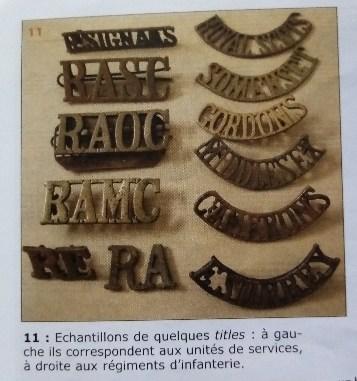 11
R·SIGNALS
RASC
RAOC
RAMC
RE
RA
ROYAL SCOTS
SOMERSET
GORDONS
MIDDLESEX
CAMERONS
E. SURREY
11 : Echantillons de quelques titles : à gau-
che ils correspondent aux unités de services,
à droite aux régiments d'infanterie.